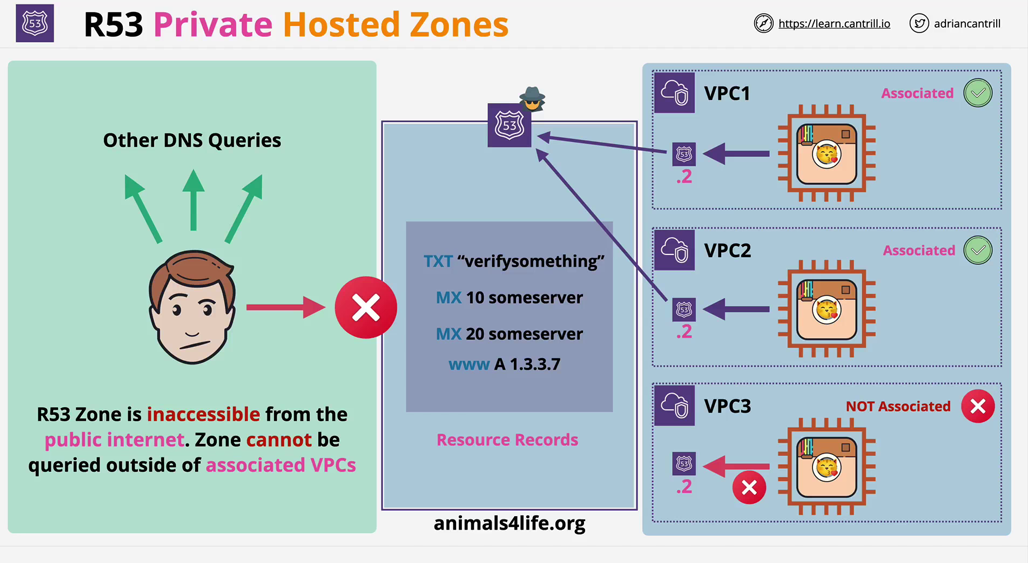 53
R53 Private Hosted Zones
https://learn.cantrill.io
adriancantrill
Other DNS Queries
R53 Zone is inaccessible from the
public internet. Zone cannot be
queried outside of associated VPCs
53
TXT “verifysomething”
MX 10 someserver
MX 20 someserver
www A 1.3.3.7
Resource Records
animals4life.org
VPC1
Associated
53
.2
VPC2
Associated
53
.2
VPC3
NOT Associated
53
.2